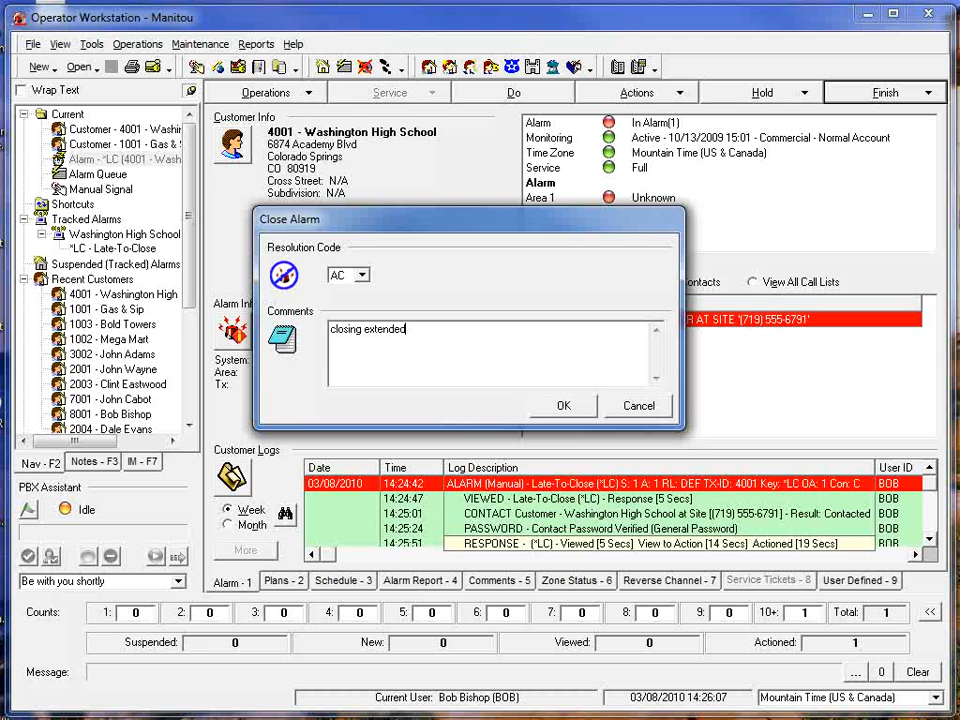 Operator Workstation - Manitou
File View Tools Operations Maintenance Reports Help
New Open
Wrap Text
Operations Service Do Actions Hold Finish
Current
Customer - 4001 - Washi
Customer - 1001 - Gas &
Alarm - *LC (4001 - Wash
Alarm Queue
Manual Signal
Shortcuts
Tracked Alarms
Washington High School
*LC - Late-To-Close
Suspended (Tracked) Alarms
Recent Customers
4001 - Washington High
1001 - Gas & Sip
1003 - Bold Towers
1002 - Mega Mart
3002 - John Adams
2001 - John Wayne
2003 - Clint Eastwood
7001 - John Cabot
8001 - Bob Bishop
2004 - Dale Evans
Nav - F2 Notes - F3 IM - F7
PBX Assistant
Idle
Be with you shortly
Customer Info
4001 - Washington High School
6874 Academy Blvd
Colorado Springs
CO 80919
Cross Street: N/A
Subdivision: N/A
Alarm In(1)
Alarm In Alarm(1)
Monitoring Active - 10/13/2009 15:01 - Commercial - Normal Account
Time Zone Mountain Time (US & Canada)
Service Full
Alarm
Area 1 Unknown
Close Alarm
Resolution Code
AC
Comments
closing extended
OK Cancel
ontacts View All Call Lists
R AT SITE '(719) 555-6791'
Alarm In
System:
Area:
Tx:
Customer Logs
Week
Month
More
Date Time Log Description User ID
03/08/2010 14:24:42 ALARM (Manual) - Late-To-Close (*LC) S: 1 A: 1 RL: DEF TX-ID: 4001 Key: *LC OA: 1 Con: C BOB
14:24:47 VIEWED - Late-To-Close (*LC) - Response [5 Secs] BOB
14:25:01 CONTACT Customer - Washington High School at Site [(719) 555-6791] - Result: Contacted BOB
14:25:24 PASSWORD - Contact Password Verified (General Password) BOB
14:25:51 RESPONSE - (*LC) - Viewed [5 Secs] View to Action [14 Secs] Actioned [19 Secs] BOB
Alarm - 1 Plans - 2 Schedule - 3 Alarm Report - 4 Comments - 5 Zone Status - 6 Reverse Channel - 7 Service Tickets - 8 User Defined - 9
Counts: 1: 0 2: 0 3: 0 4: 0 5: 0 6: 0 7: 0 8: 0 9: 0 10+: 1 Total: 1 <<
Suspended: 0 New: 0 Viewed: 0 Actioned: 1
Message: ... 0 Clear
Current User: Bob Bishop (BOB) 03/08/2010 14:26:07 Mountain Time (US & Canada)